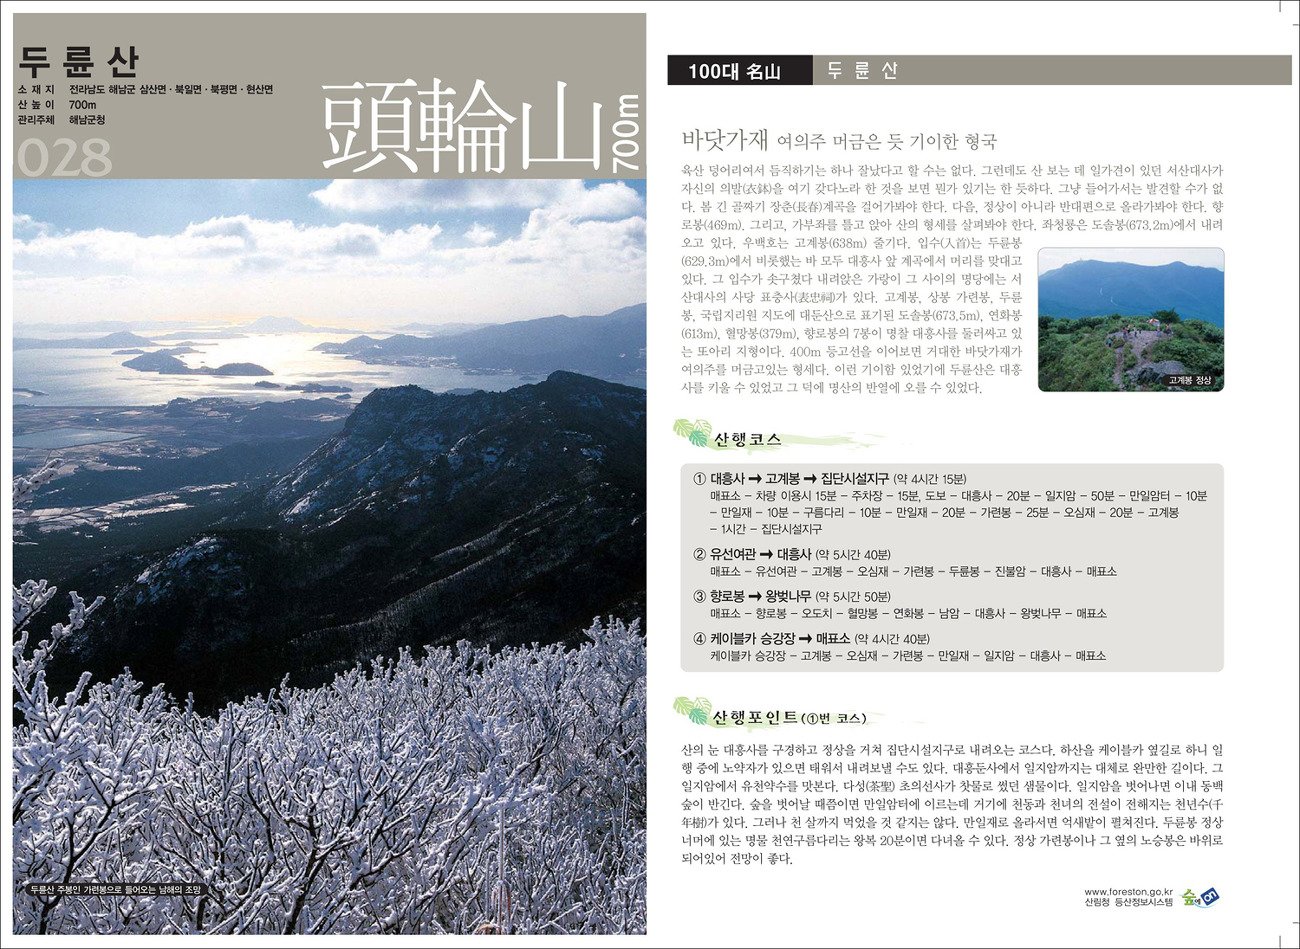 두륜산
소 재 지 전라남도 해남군 삼산면 · 북일면 · 북평면 · 현산면
산 높 이 700m
관리주체 해남군청
028
頭輪山
700m
두륜산 주봉인 가련봉으로 들어오는 남해의 조망
100대 名山 두 륜 산
바닷가재 여의주 머금은 듯 기이한 형국
육산 덩어리여서 듬직하기는 하나 잘났다고 할 수는 없다. 그런데도 산 보는 데 일가견이 있던 서산대사가
자신의 의발(衣鉢)을 여기 갖다노라 한 것을 보면 뭔가 있기는 한 듯하다. 그냥 들어가서는 발견할 수가 없
다. 봄 긴 골짜기 장춘(長春)계곡을 걸어가봐야 한다. 다음, 정상이 아니라 반대편으로 올라가봐야 한다. 향
로봉(469m). 그리고, 가부좌를 틀고 앉아 산의 형세를 살펴봐야 한다. 좌청룡은 도솔봉(673.2m)에서 내려
오고 있다. 우백호는 고계봉(638m) 줄기다. 입수(入首)는 두륜봉
(629.3m)에서 비롯했는 바 모두 대흥사 앞 계곡에서 머리를 맞대고
있다. 그 입수가 솟구쳤다 내려앉은 가랑이 그 사이의 명당에는 서
산대사의 사당 표충사(表忠祠)가 있다. 고계봉, 상봉 가련봉, 두륜
봉, 국립지리원 지도에 대둔산으로 표기된 도솔봉(673.5m), 연화봉
(613m), 혈망봉(379m), 향로봉의 7봉이 명찰 대흥사를 둘러싸고 있
는 또아리 지형이다. 400m 등고선을 이어보면 거대한 바닷가재가
여의주를 머금고있는 형세다. 이런 기이함 있었기에 두륜산은 대흥
사를 키울 수 있었고 그 덕에 명산의 반열에 오를 수 있었다.
고계봉 정상
산행코스
① 대흥사 ➞ 고계봉 ➞ 집단시설지구 (약 4시간 15분)
매표소 – 차량 이용시 15분 – 주차장 – 15분, 도보 – 대흥사 – 20분 – 일지암 – 50분 – 만일암터 – 10분
– 만일재 – 10분 – 구름다리 – 10분 – 만일재 – 20분 – 가련봉 – 25분 – 오심재 – 20분 – 고계봉
– 1시간 – 집단시설지구
② 유선여관 ➞ 대흥사 (약 5시간 40분)
매표소 – 유선여관 – 고계봉 – 오심재 – 가련봉 – 두륜봉 – 진불암 – 대흥사 – 매표소
③ 향로봉 ➞ 왕벚나무 (약 5시간 50분)
매표소 – 향로봉 – 오도치 – 혈망봉 – 연화봉 – 남암 – 대흥사 – 왕벚나무 – 매표소
④ 케이블카 승강장 ➞ 매표소 (약 4시간 40분)
케이블카 승강장 – 고계봉 – 오심재 – 가련봉 – 만일재 – 일지암 – 대흥사 – 매표소
산행포인트(①번 코스)
산의 눈 대흥사를 구경하고 정상을 거쳐 집단시설지구로 내려오는 코스다. 하산을 케이블카 옆길로 하니 일
행 중에 노약자가 있으면 태워서 내려보낼 수도 있다. 대흥둔사에서 일지암까지는 대체로 완만한 길이다. 그
일지암에서 유천약수를 맛본다. 다성(茶聖) 초의선사가 찻물로 썼던 샘물이다. 일지암을 벗어나면 이내 동백
숲이 반긴다. 숲을 벗어날 때쯤이면 만일암터에 이르는데 거기에 천동과 천녀의 전설이 전해지는 천년수(千
年樹)가 있다. 그러나 천 살까지 먹었을 것 같지는 않다. 만일재로 올라서면 억새밭이 펼쳐진다. 두륜봉 정상
너머에 있는 명물 천연구름다리는 왕복 20분이면 다녀올 수 있다. 정상 가련봉이나 그 옆의 노승봉은 바위로
되어있어 전망이 좋다.
www.foreston.go.kr
산림청 등산정보시스템
숲에on